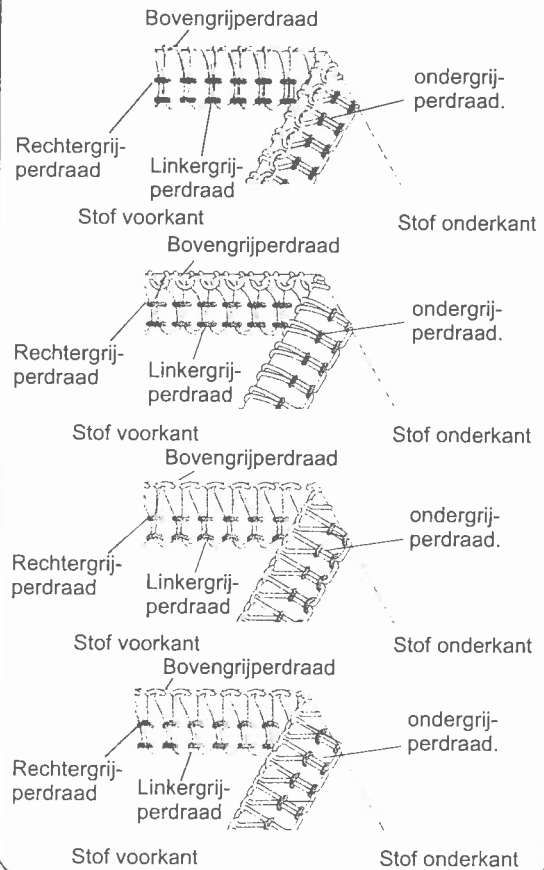 Bovengrijperdraad
ondergrij-
perdraad.
Rechtergrij-
perdraad
Linkergrij-
perdraad
Stof voorkant
Stof onderkant
Bovengrijperdraad
ondergrij-
perdraad.
Rechtergrij-
perdraad
Linkergrij-
perdraad
Stof voorkant
Stof onderkant
Bovengrijperdraad
ondergrij-
perdraad.
Rechtergrij-
perdraad
Linkergrij-
perdraad
Stof voorkant
Stof onderkant
Bovengrijperdraad
ondergrij-
perdraad.
Rechtergrij-
perdraad
Linkergrij-
perdraad
Stof voorkant
Stof onderkant